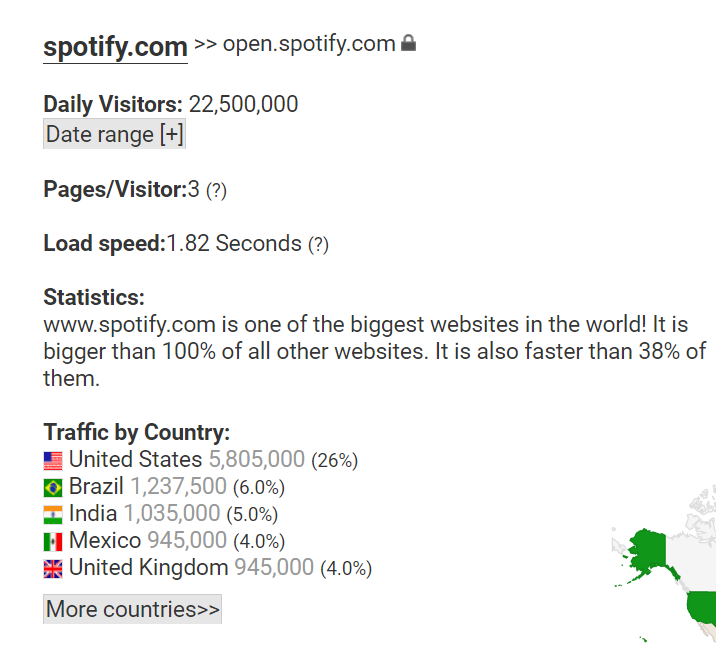 spotify.com >> open.spotify.com
Daily Visitors: 22,500,000
Date range [+]
Pages/Visitor:3 (?)
Load speed:1.82 Seconds (?)
Statistics:
www.spotify.com is one of the biggest websites in the world! It is
bigger than 100% of all other websites. It is also faster than 38% of
them.
Traffic by Country:
United States 5,805,000 (26%)
Brazil 1,237,500 (6.0%)
India 1,035,000 (5.0%)
Mexico 945,000 (4.0%)
United Kingdom 945,000 (4.0%)
More countries>>